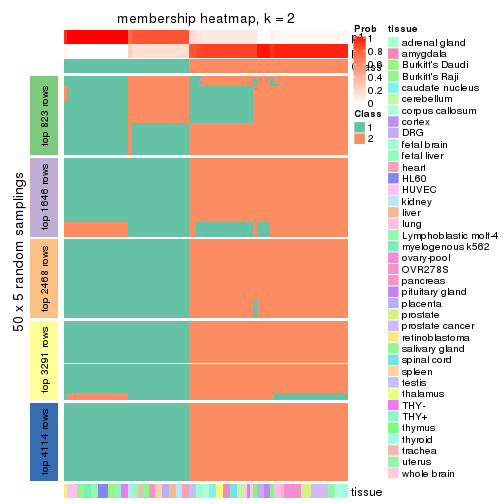 membership heatmap, k = 2
p1
p2
Class
50 x 5 random samplings
top 823 rows
top 1646 rows
top 2468 rows
top 3291 rows
top 4114 rows
tissue
Prob
1
0.8
0.6
0.4
0.2
0
Class
1
2
tissue
adrenal gland
amygdala
Burkitt's Daudi
Burkitt's Raji
caudate nucleus
cerebellum
corpus callosum
cortex
DRG
fetal brain
fetal liver
heart
HL60
HUVEC
kidney
liver
lung
Lymphoblastic molt-4
myelogenous k562
ovary-pool
OVR278S
pancreas
pituitary gland
placenta
prostate
prostate cancer
retinoblastoma
salivary gland
spinal cord
spleen
testis
thalamus
THY-
THY+
thymus
thyroid
trachea
uterus
whole brain